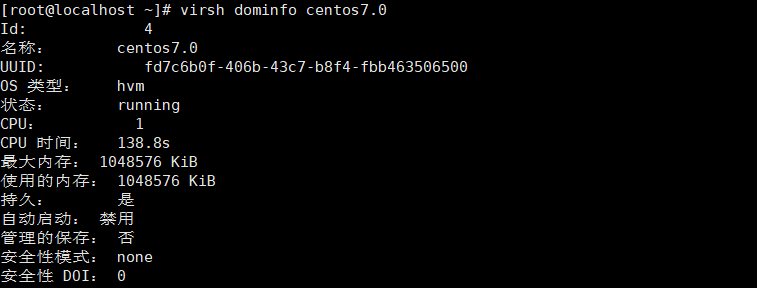 [root@localhost ~]# virsh dominfo centos7.0
Id: 4
名称： centos7.0
UUID: fd7c6b0f-406b-43c7-b8f4-fbb463506500
OS 类型： hvm
状态： running
CPU： 1
CPU 时间： 138.8s
最大内存： 1048576 KiB
使用的内存： 1048576 KiB
持久： 是
自动启动： 禁用
管理的保存： 否
安全性模式： none
安全性 DOI： 0